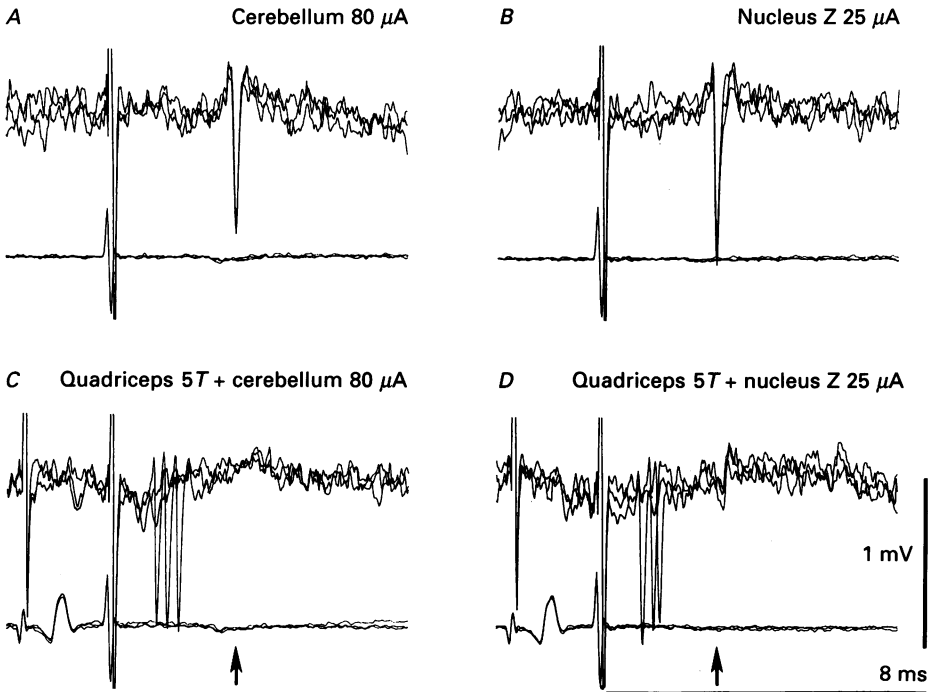 A Cerebellum 80 μA
B Nucleus Z 25 μA
C Quadriceps 5T + cerebellum 80 μA
D Quadriceps 5T + nucleus Z 25 μA
1 mV
8 ms